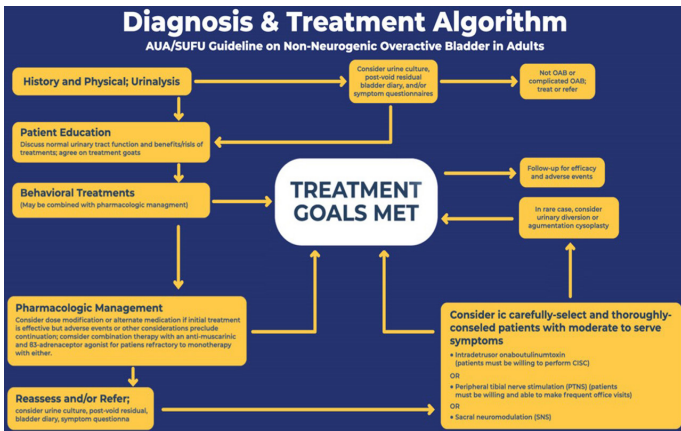 Diagnosis & Treatment Algorithm
AUA/SUFU Guideline on Non-Neurogenic Overactive Bladder in Adults
History and Physical; Urinalysis
Consider urine culture,
post-void residual
bladder diary, and/or
symptom questionnaires
Not OAB or
complicated OAB;
treat or refer
Patient Education
Discuss normal urinary tract function and benefits/risls of
treatments; agree on treatment goats
Behavioral Treatments
(May be combined with pharmacologic managment)
TREATMENT
GOALS MET
Follow-up for efficacy
and adverse events
In rare case, consider
urinary diversion or
agumentation cysoplasty
Pharmacologic Management
Consider dose modification or alternate medication if initial treatment
is effective but adverse events or other considerations preclude
continuation; comsider combination therapy with an anti-muscarinic
and 83-adrenaceptor agonist for patiens refractory to monotherapy
with either.
Consider ic carefully-select and thoroughly-
conseled patients with moderate to serve
symptoms
• Intradetrusor onaboutulinumtoxin
(patients must be willing to perform CISC)
OR
• Peripheral tibial nerve stimulation (PTNS) (patients
must be willing and able to make frequent office visits)
OR
• Sacral neuromodulation (SNS)
Reassess and/or Refer;
consider urine culture, post-void residual,
bladder diary, symptom questionna